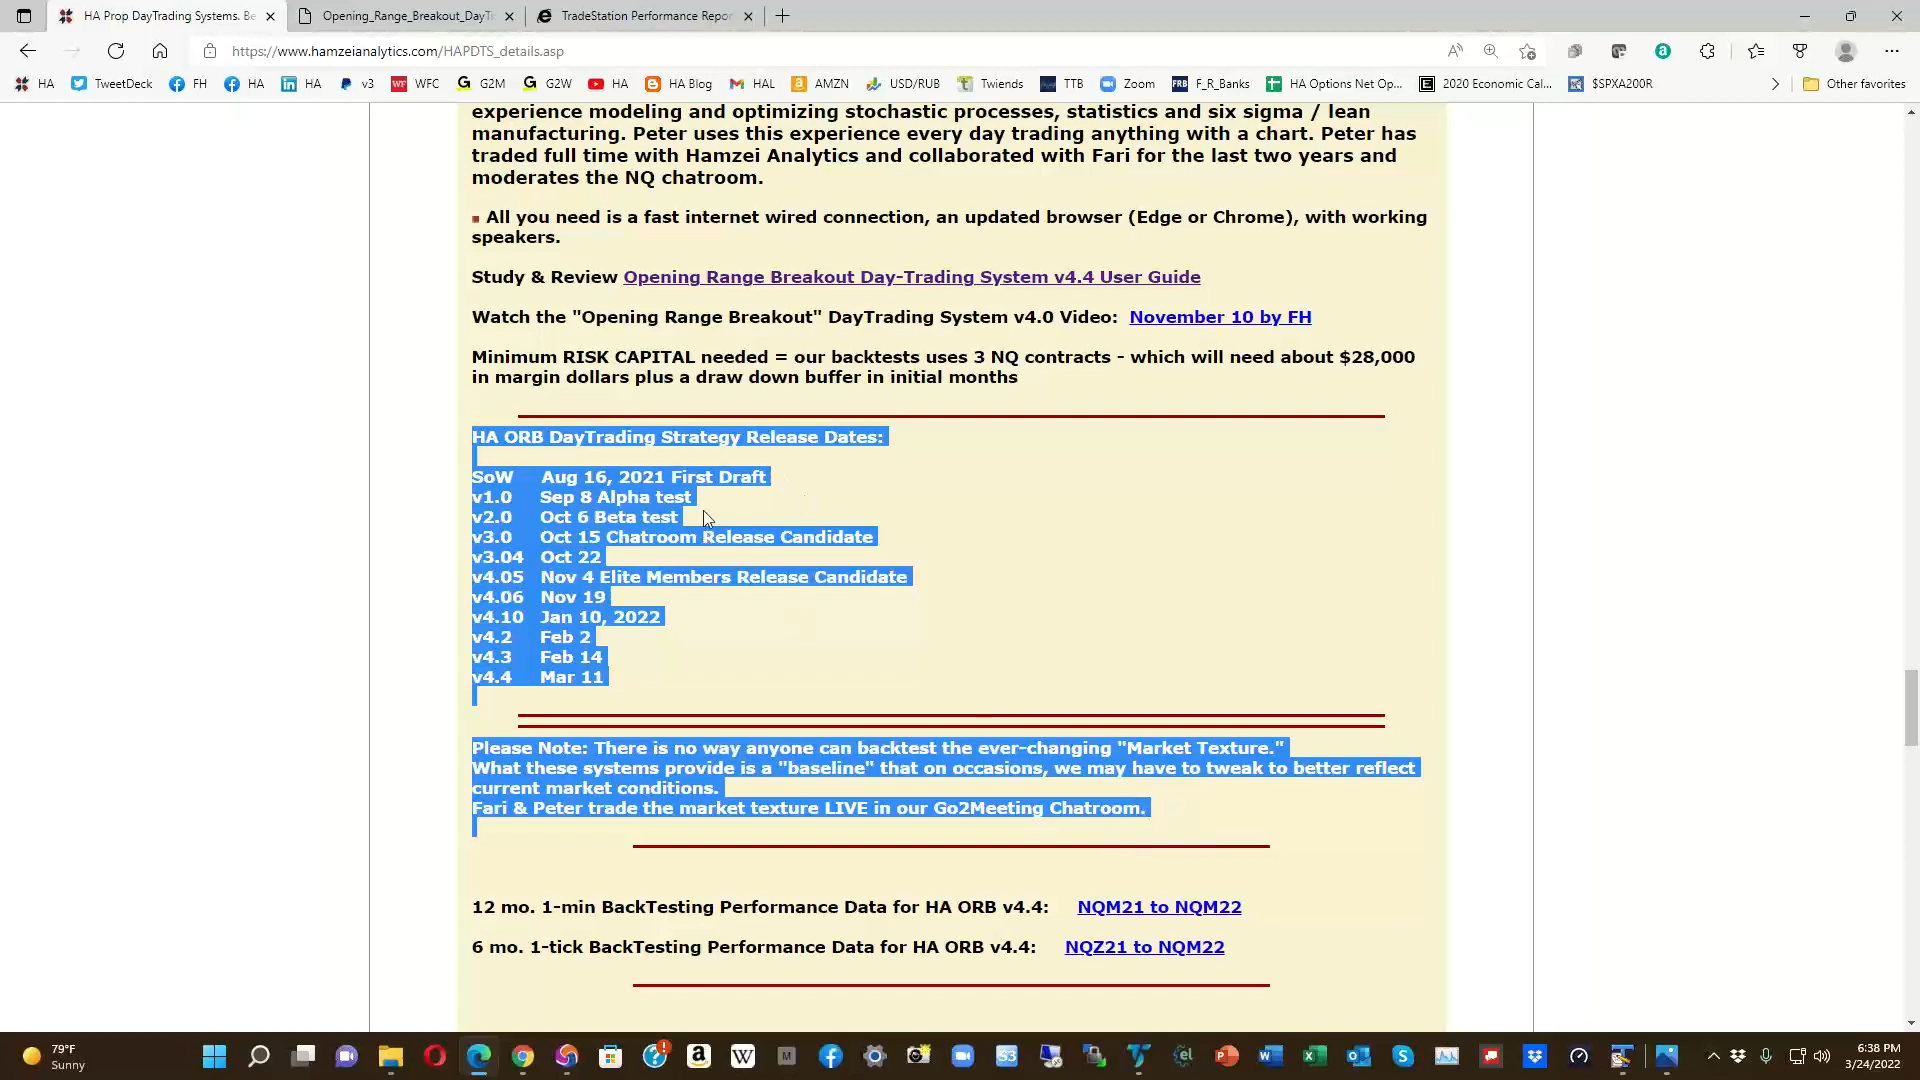 HA Prop DayTrading Systems. Be
Opening_Range_Breakout_DayTr
TradeStation Performance Repor
https://www.hamzeianalytics.com/HAPDTS_details.asp
HA
TweetDeck
FH
HA
HA
v3
WFC
G2M
G2W
HA
HA Blog
HAL
AMZN
USD/RUB
Twiends
TTB
Zoom
F_R_Banks
HA Options Net Op...
2020 Economic Cal...
$SPXA200R
Other favorites
experience modeling and optimizing stochastic processes, statistics and six sigma / lean
manufacturing. Peter uses this experience every day trading anything with a chart. Peter has
traded full time with Hamzei Analytics and collaborated with Fari for the last two years and
moderates the NQ chatroom.
All you need is a fast internet wired connection, an updated browser (Edge or Chrome), with working
speakers.
Study & Review Opening Range Breakout Day-Trading System v4.4 User Guide
Watch the "Opening Range Breakout" DayTrading System v4.0 Video: November 10 by FH
Minimum RISK CAPITAL needed = our backtests uses 3 NQ contracts - which will need about $28,000
in margin dollars plus a draw down buffer in initial months
HA ORB DayTrading Strategy Release Dates:
SoW Aug 16, 2021 First Draft
v1.0 Sep 8 Alpha test
v2.0 Oct 6 Beta test
v3.0 Oct 15 Chatroom Release Candidate
v3.04 Oct 22
v4.05 Nov 4 Elite Members Release Candidate
v4.06 Nov 19
v4.10 Jan 10, 2022
v4.2 Feb 2
v4.3 Feb 14
v4.4 Mar 11
Please Note: There is no way anyone can backtest the ever-changing "Market Texture."
What these systems provide is a "baseline" that on occasions, we may have to tweak to better reflect
current market conditions.
Fari & Peter trade the market texture LIVE in our Go2Meeting Chatroom.
12 mo. 1-min BackTesting Performance Data for HA ORB v4.4: NQM21 to NQM22
6 mo. 1-tick BackTesting Performance Data for HA ORB v4.4: NQZ21 to NQM22
79°F
Sunny
6:38 PM
3/24/2022